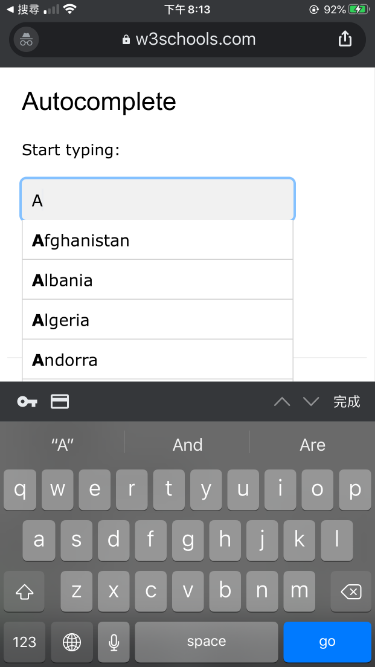 搜尋 下午8:13 92%
w3schools.com
Autocomplete
Start typing:
A
Afghanistan
Albania
Algeria
Andorra
完成
“A” And Are
q w e r t y u i o p
a s d f g h j k l
z x c v b n m
123 space go